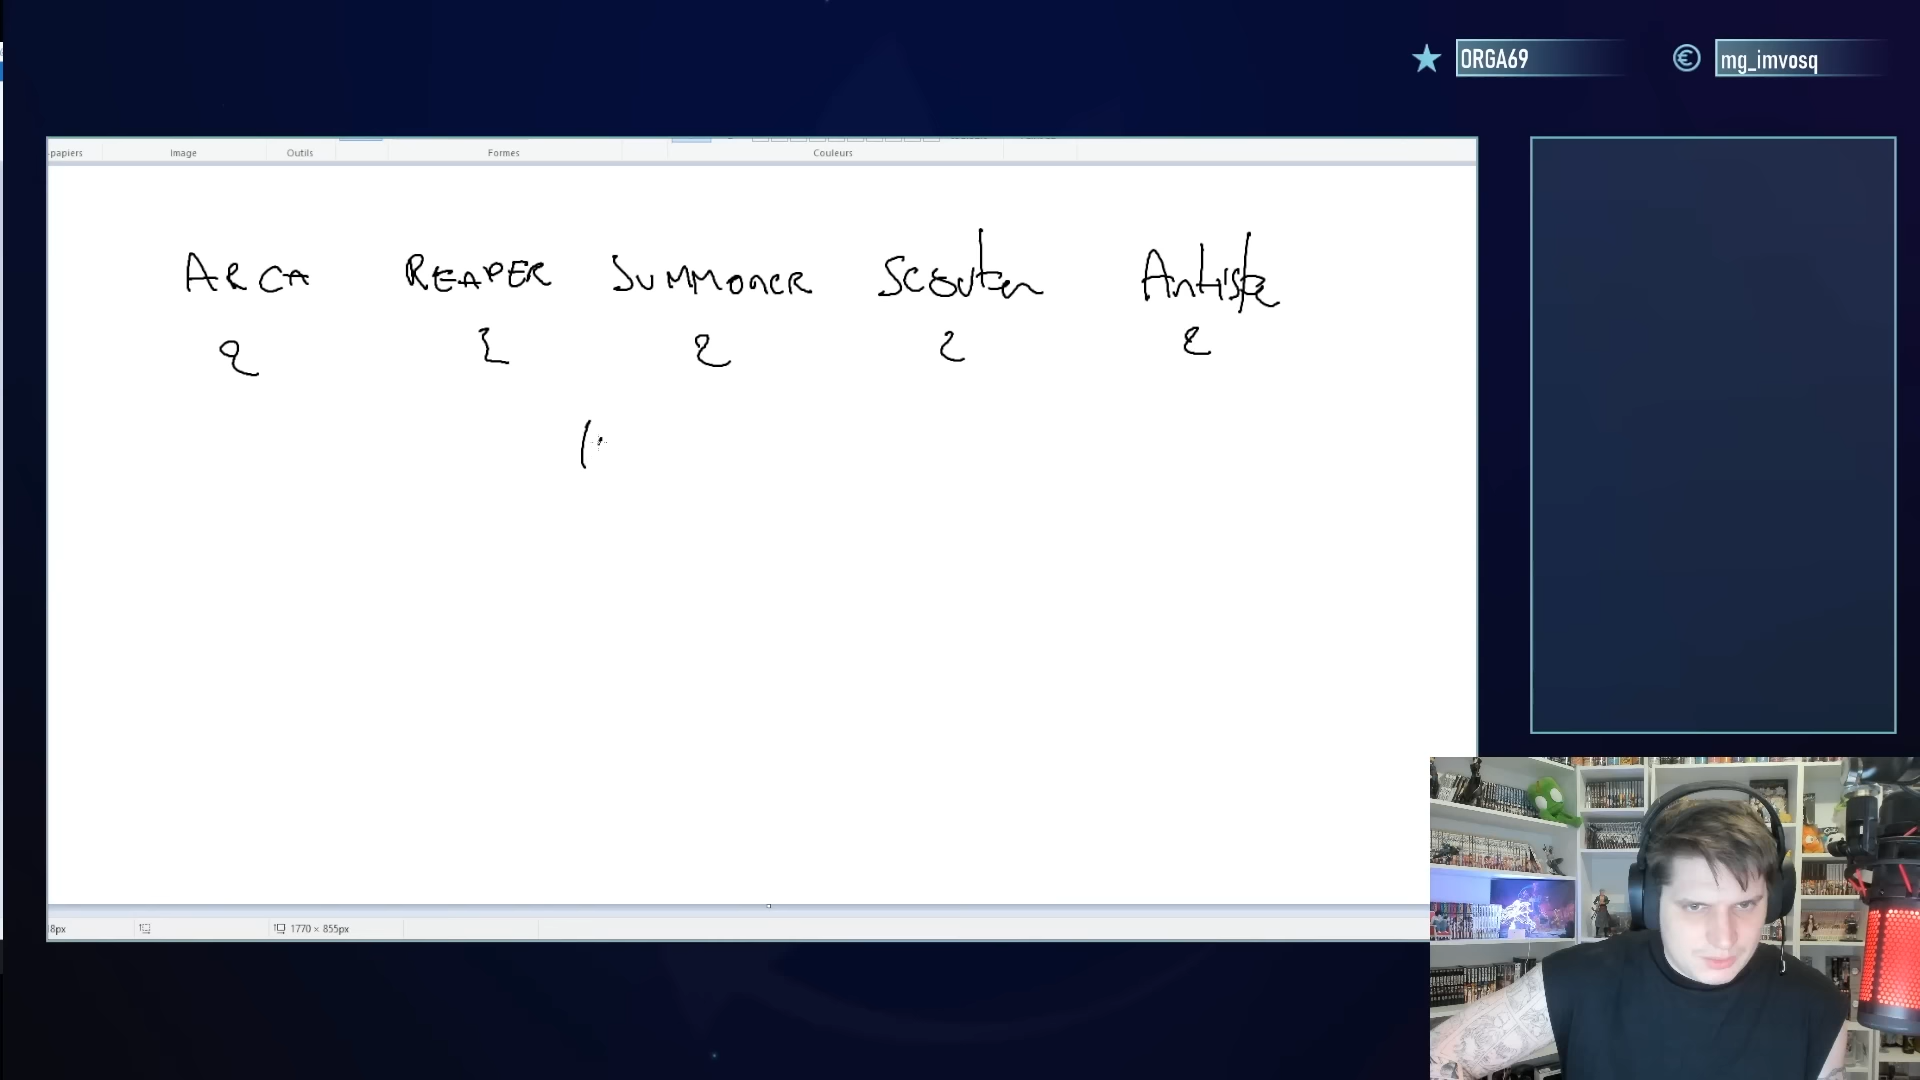 ORGA69 mg_imvosq
-papiers Image Outils Formes Couleurs
ARCA REAPER SUMMONER Scouter Artiste
2 2 2 2 2
(
8px 1770 × 855px